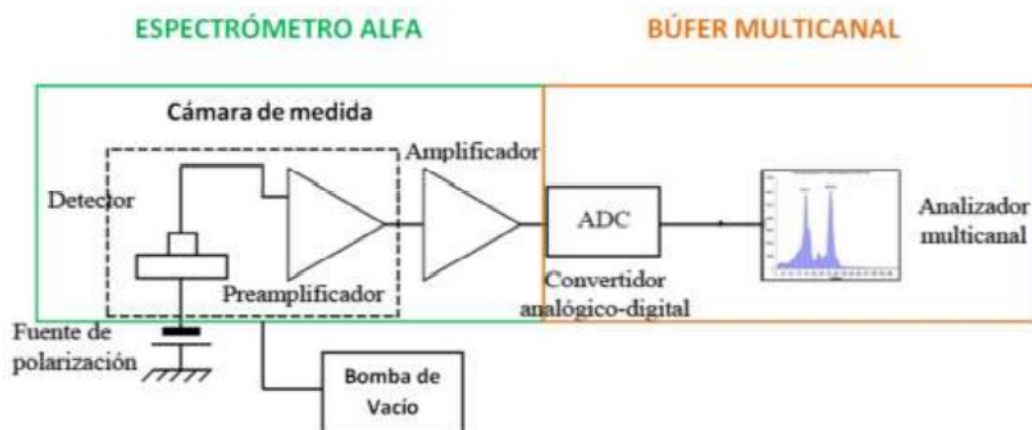 ESPECTRÓMETRO ALFA
BÚFER MULTICANAL
Cámara de medida
Amplificador
Detector
ADC
Analizador
multicanal
Preamplificador
Convertidor
analógico-digital
Fuente de
polarización
Bomba de
Vacío